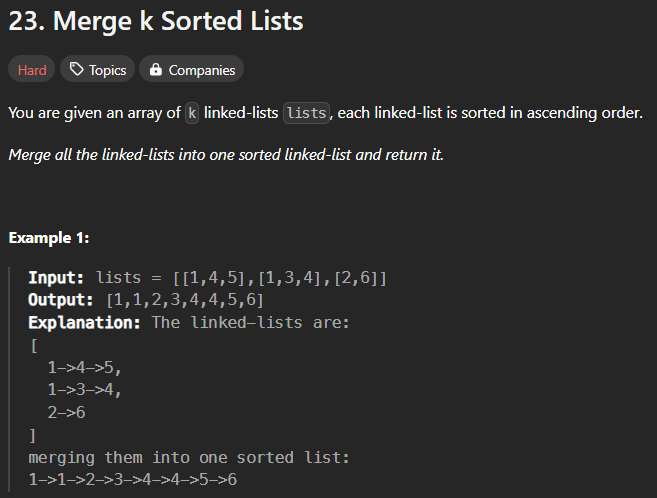 23. Merge k Sorted Lists
Hard Topics Companies
You are given an array of k linked-lists lists, each linked-list is sorted in ascending order.
Merge all the linked-lists into one sorted linked-list and return it.
Example 1:
Input: lists = [[1,4,5],[1,3,4],[2,6]]
Output: [1,1,2,3,4,4,5,6]
Explanation: The linked-lists are:
[
1->4->5,
1->3->4,
2->6
]
merging them into one sorted list:
1->1->2->3->4->4->5->6